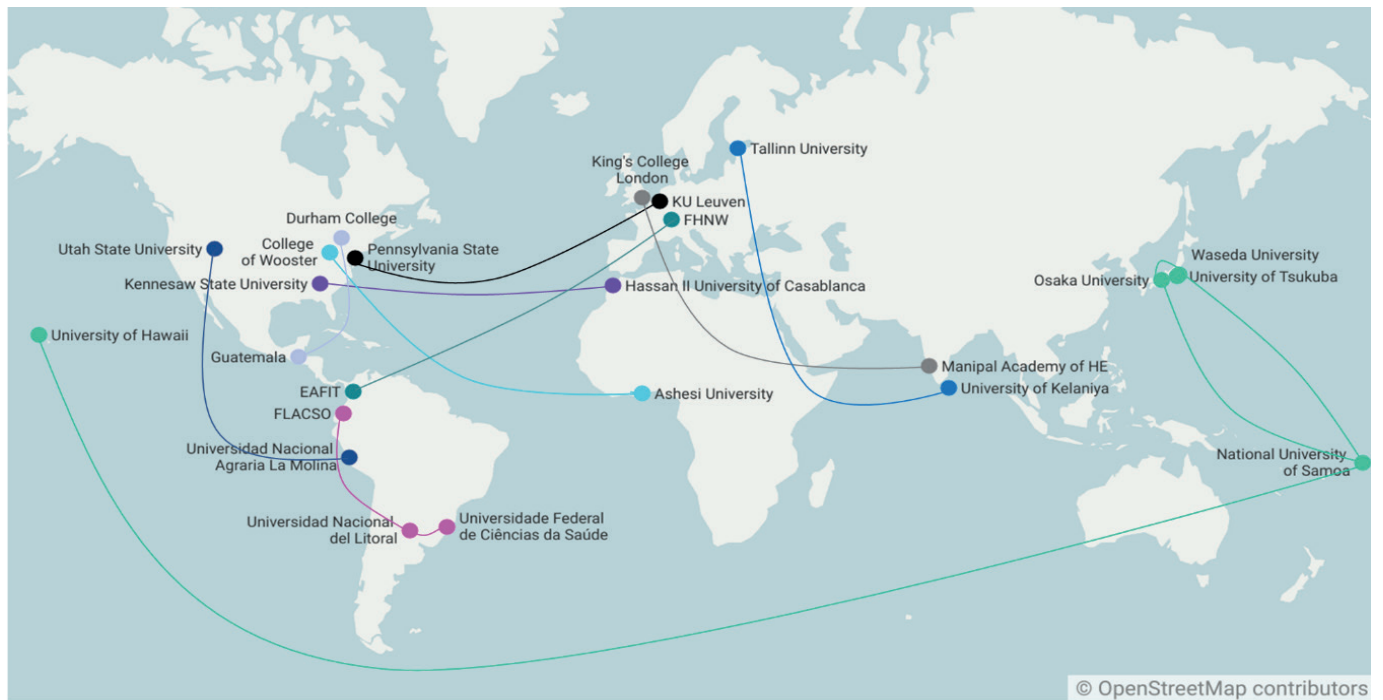 Tallinn University
King's College
London
KU Leuven
FHNW
Durham College
Utah State University
College
of Wooster
Pennsylvania State
University
Kennesaw State University
Hassan II University of Casablanca
Waseda University
University of Tsukuba
Osaka University
University of Hawaii
Guatemala
Manipal Academy of HE
University of Kelaniya
EAFIT
Ashesi University
FLACSO
Universidad Nacional
Agraria La Molina
National University
of Samoa
Universidad Nacional
del Litoral
Universidade Federal
de Ciências da Saúde
© OpenStreetMap contributors